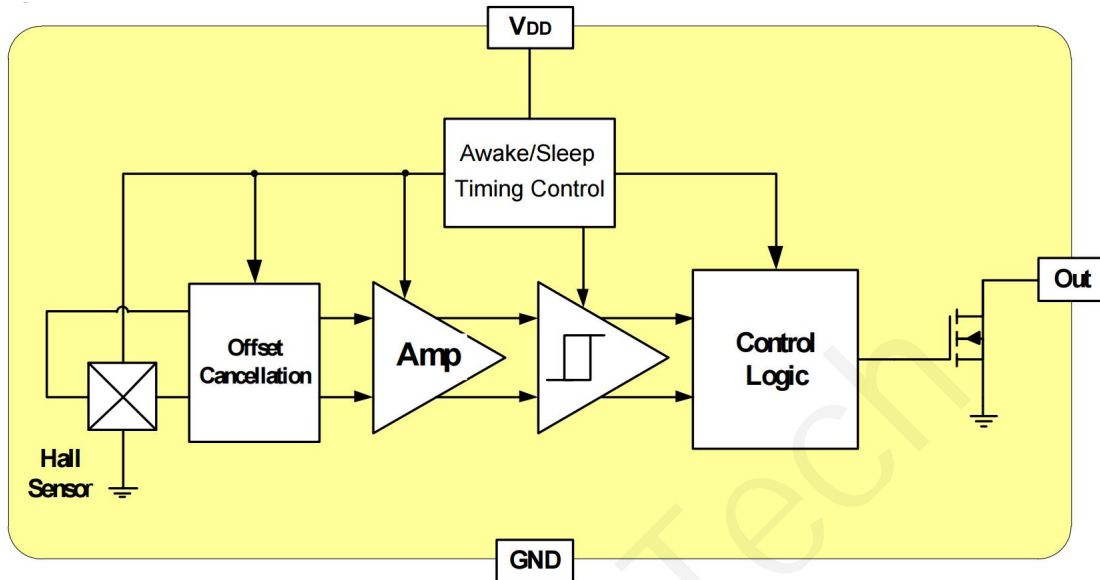 VDD
Awake/Sleep
Timing Control
Out
Offset
Cancellation
Amp
Control
Logic
Hall
Sensor
GND
Tech